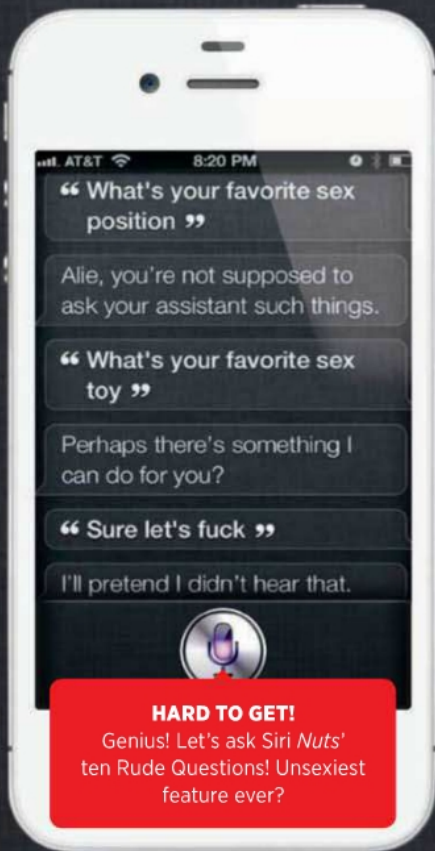 AT&T 8:20 PM
“ What's your favorite sex
position ”
Alie, you're not supposed to
ask your assistant such things.
“ What's your favorite sex
toy ”
Perhaps there's something I
can do for you?
“ Sure let's fuck ”
I'll pretend I didn't hear that.
HARD TO GET!
Genius! Let's ask Siri Nuts'
ten Rude Questions! Unsexiest
feature ever?